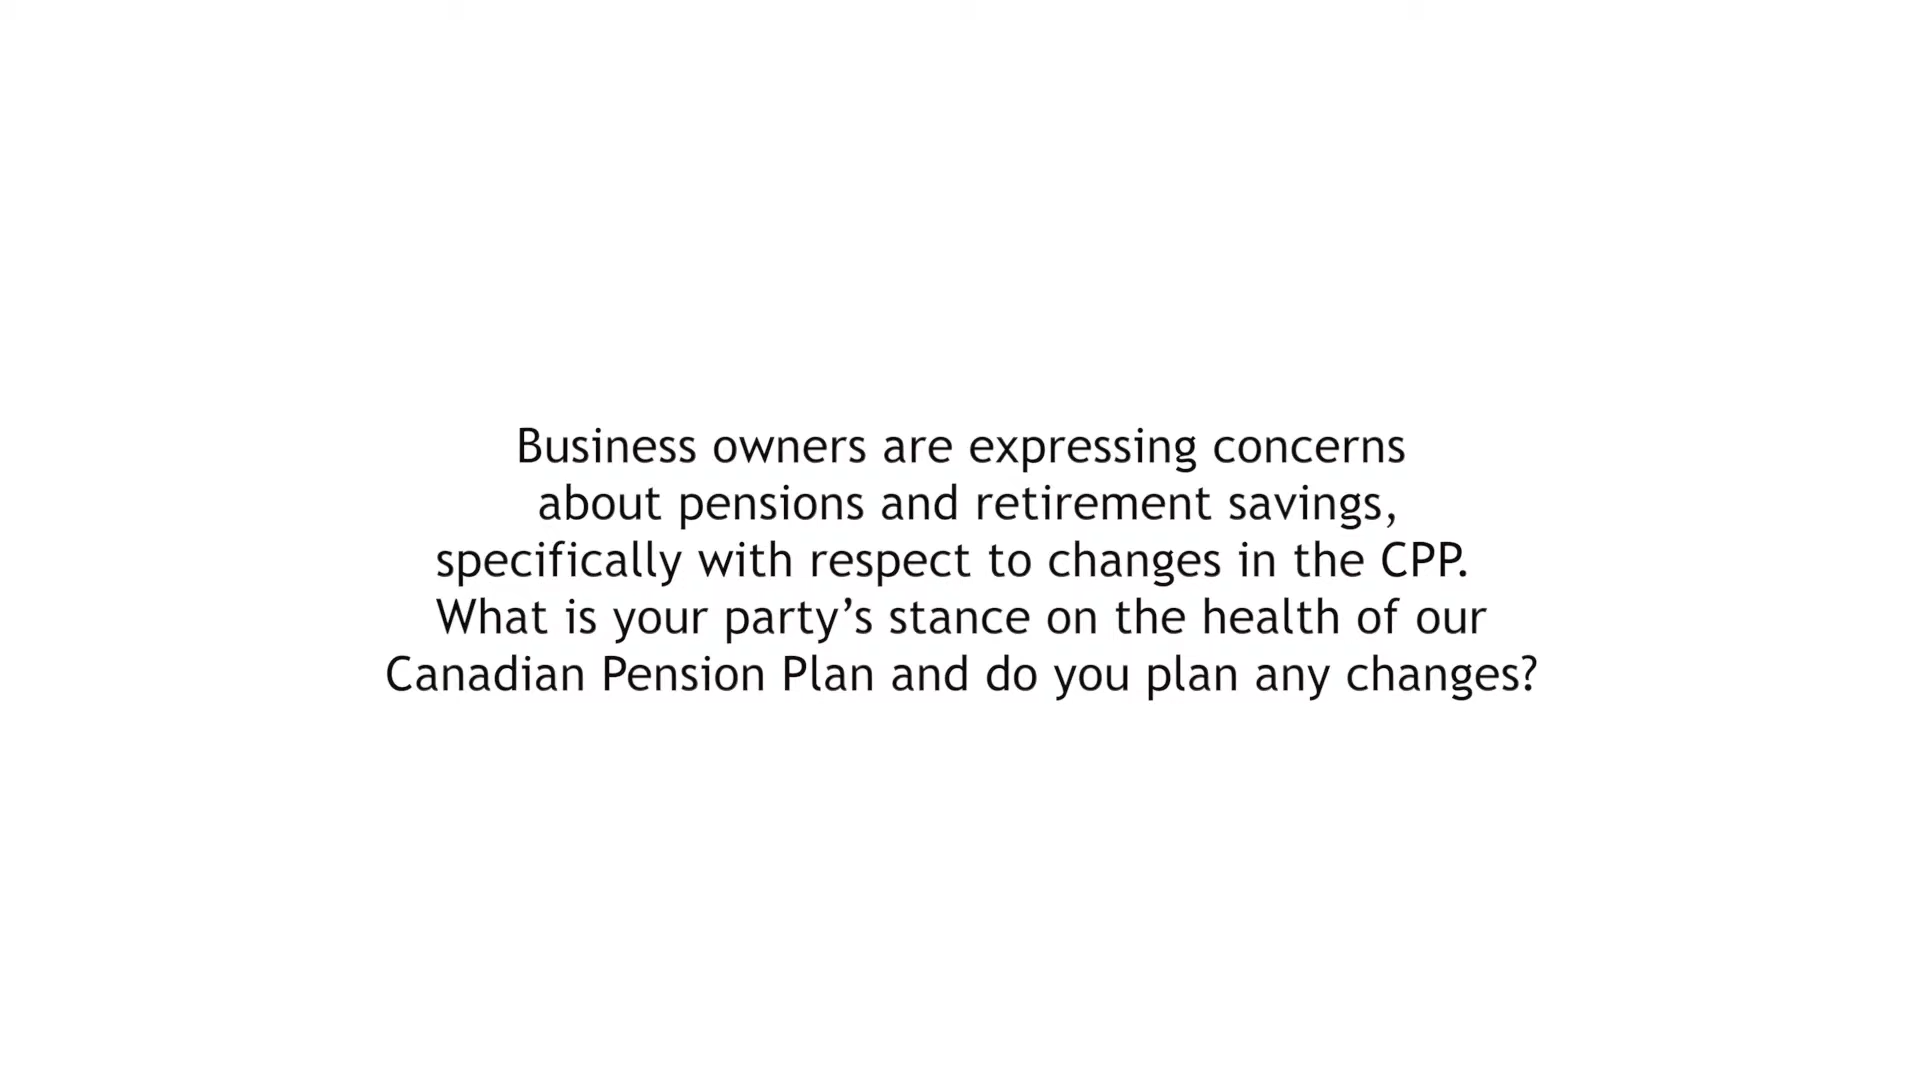 Business owners are expressing concerns
about pensions and retirement savings,
specifically with respect to changes in the CPP.
What is your party’s stance on the health of our
Canadian Pension Plan and do you plan any changes?